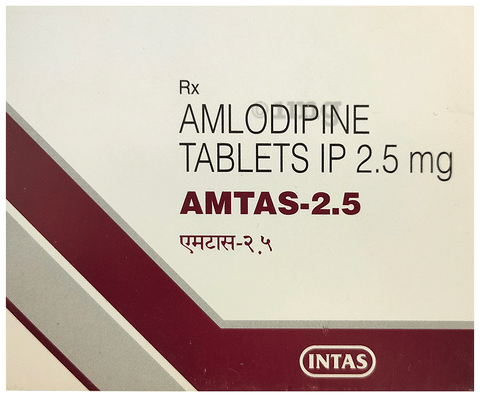 Rx
AMLODIPINE
TABLETS IP 2.5 mg
AMTAS-2.5
एमटास-२.५
INTAS